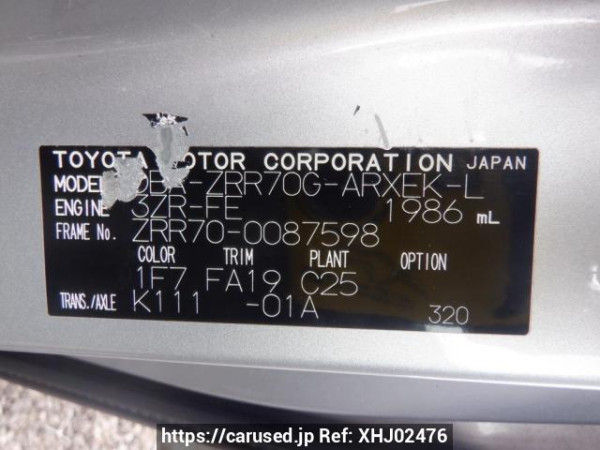 TOYOTA MOTOR CORPORATION JAPAN
MODEL DBA-ZRR70G-ARXEK-L
ENGINE 3ZR-FE 1986 mL
FRAME No. ZRR70-0087598
COLOR TRIM PLANT OPTION
1F7 FA19 C25
TRANS./AXLE K111 -01A 320
https://carused.jp Ref: XHJ02476